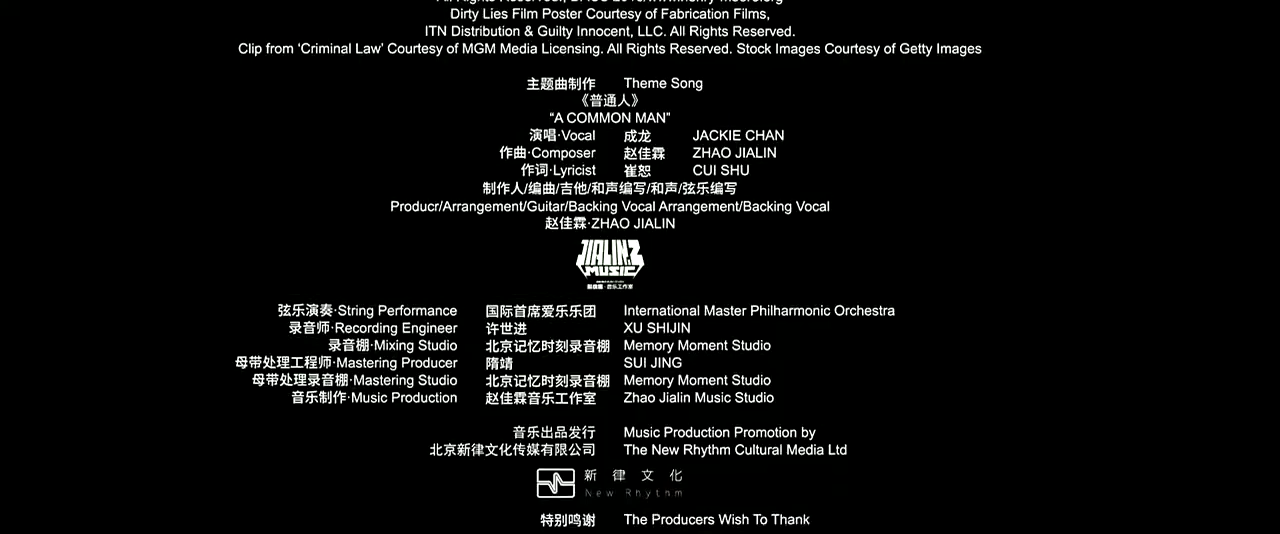 Dirty Lies Film Poster Courtesy of Fabrication Films,
ITN Distribution & Guilty Innocent, LLC. All Rights Reserved.
Clip from 'Criminal Law' Courtesy of MGM Media Licensing. All Rights Reserved. Stock Images Courtesy of Getty Images
主题曲制作 Theme Song
《普通人》
"A COMMON MAN"
演唱·Vocal 成龙 JACKIE CHAN
作曲·Composer 赵佳霖 ZHAO JIALIN
作词·Lyricist 崔恕 CUI SHU
制作人/编曲/吉他/和声编写/和声/弦乐编写
Producr/Arrangement/Guitar/Backing Vocal Arrangement/Backing Vocal
赵佳霖·ZHAO JIALIN
JIALIN.Z
MUSIC
弦乐演奏·String Performance 国际首席爱乐乐团 International Master Philharmonic Orchestra
录音师·Recording Engineer 许世进 XU SHIJIN
录音棚·Mixing Studio 北京记忆时刻录音棚 Memory Moment Studio
母带处理工程师·Mastering Producer 隋靖 SUI JING
母带处理录音棚·Mastering Studio 北京记忆时刻录音棚 Memory Moment Studio
音乐制作·Music Production 赵佳霖音乐工作室 Zhao Jialin Music Studio
音乐出品发行 Music Production Promotion by
北京新律文化传媒有限公司 The New Rhythm Cultural Media Ltd
新律文化
New Rhythm
特别鸣谢 The Producers Wish To Thank